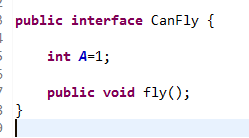 public interface CanFly {
int A=1;
public void fly();
}